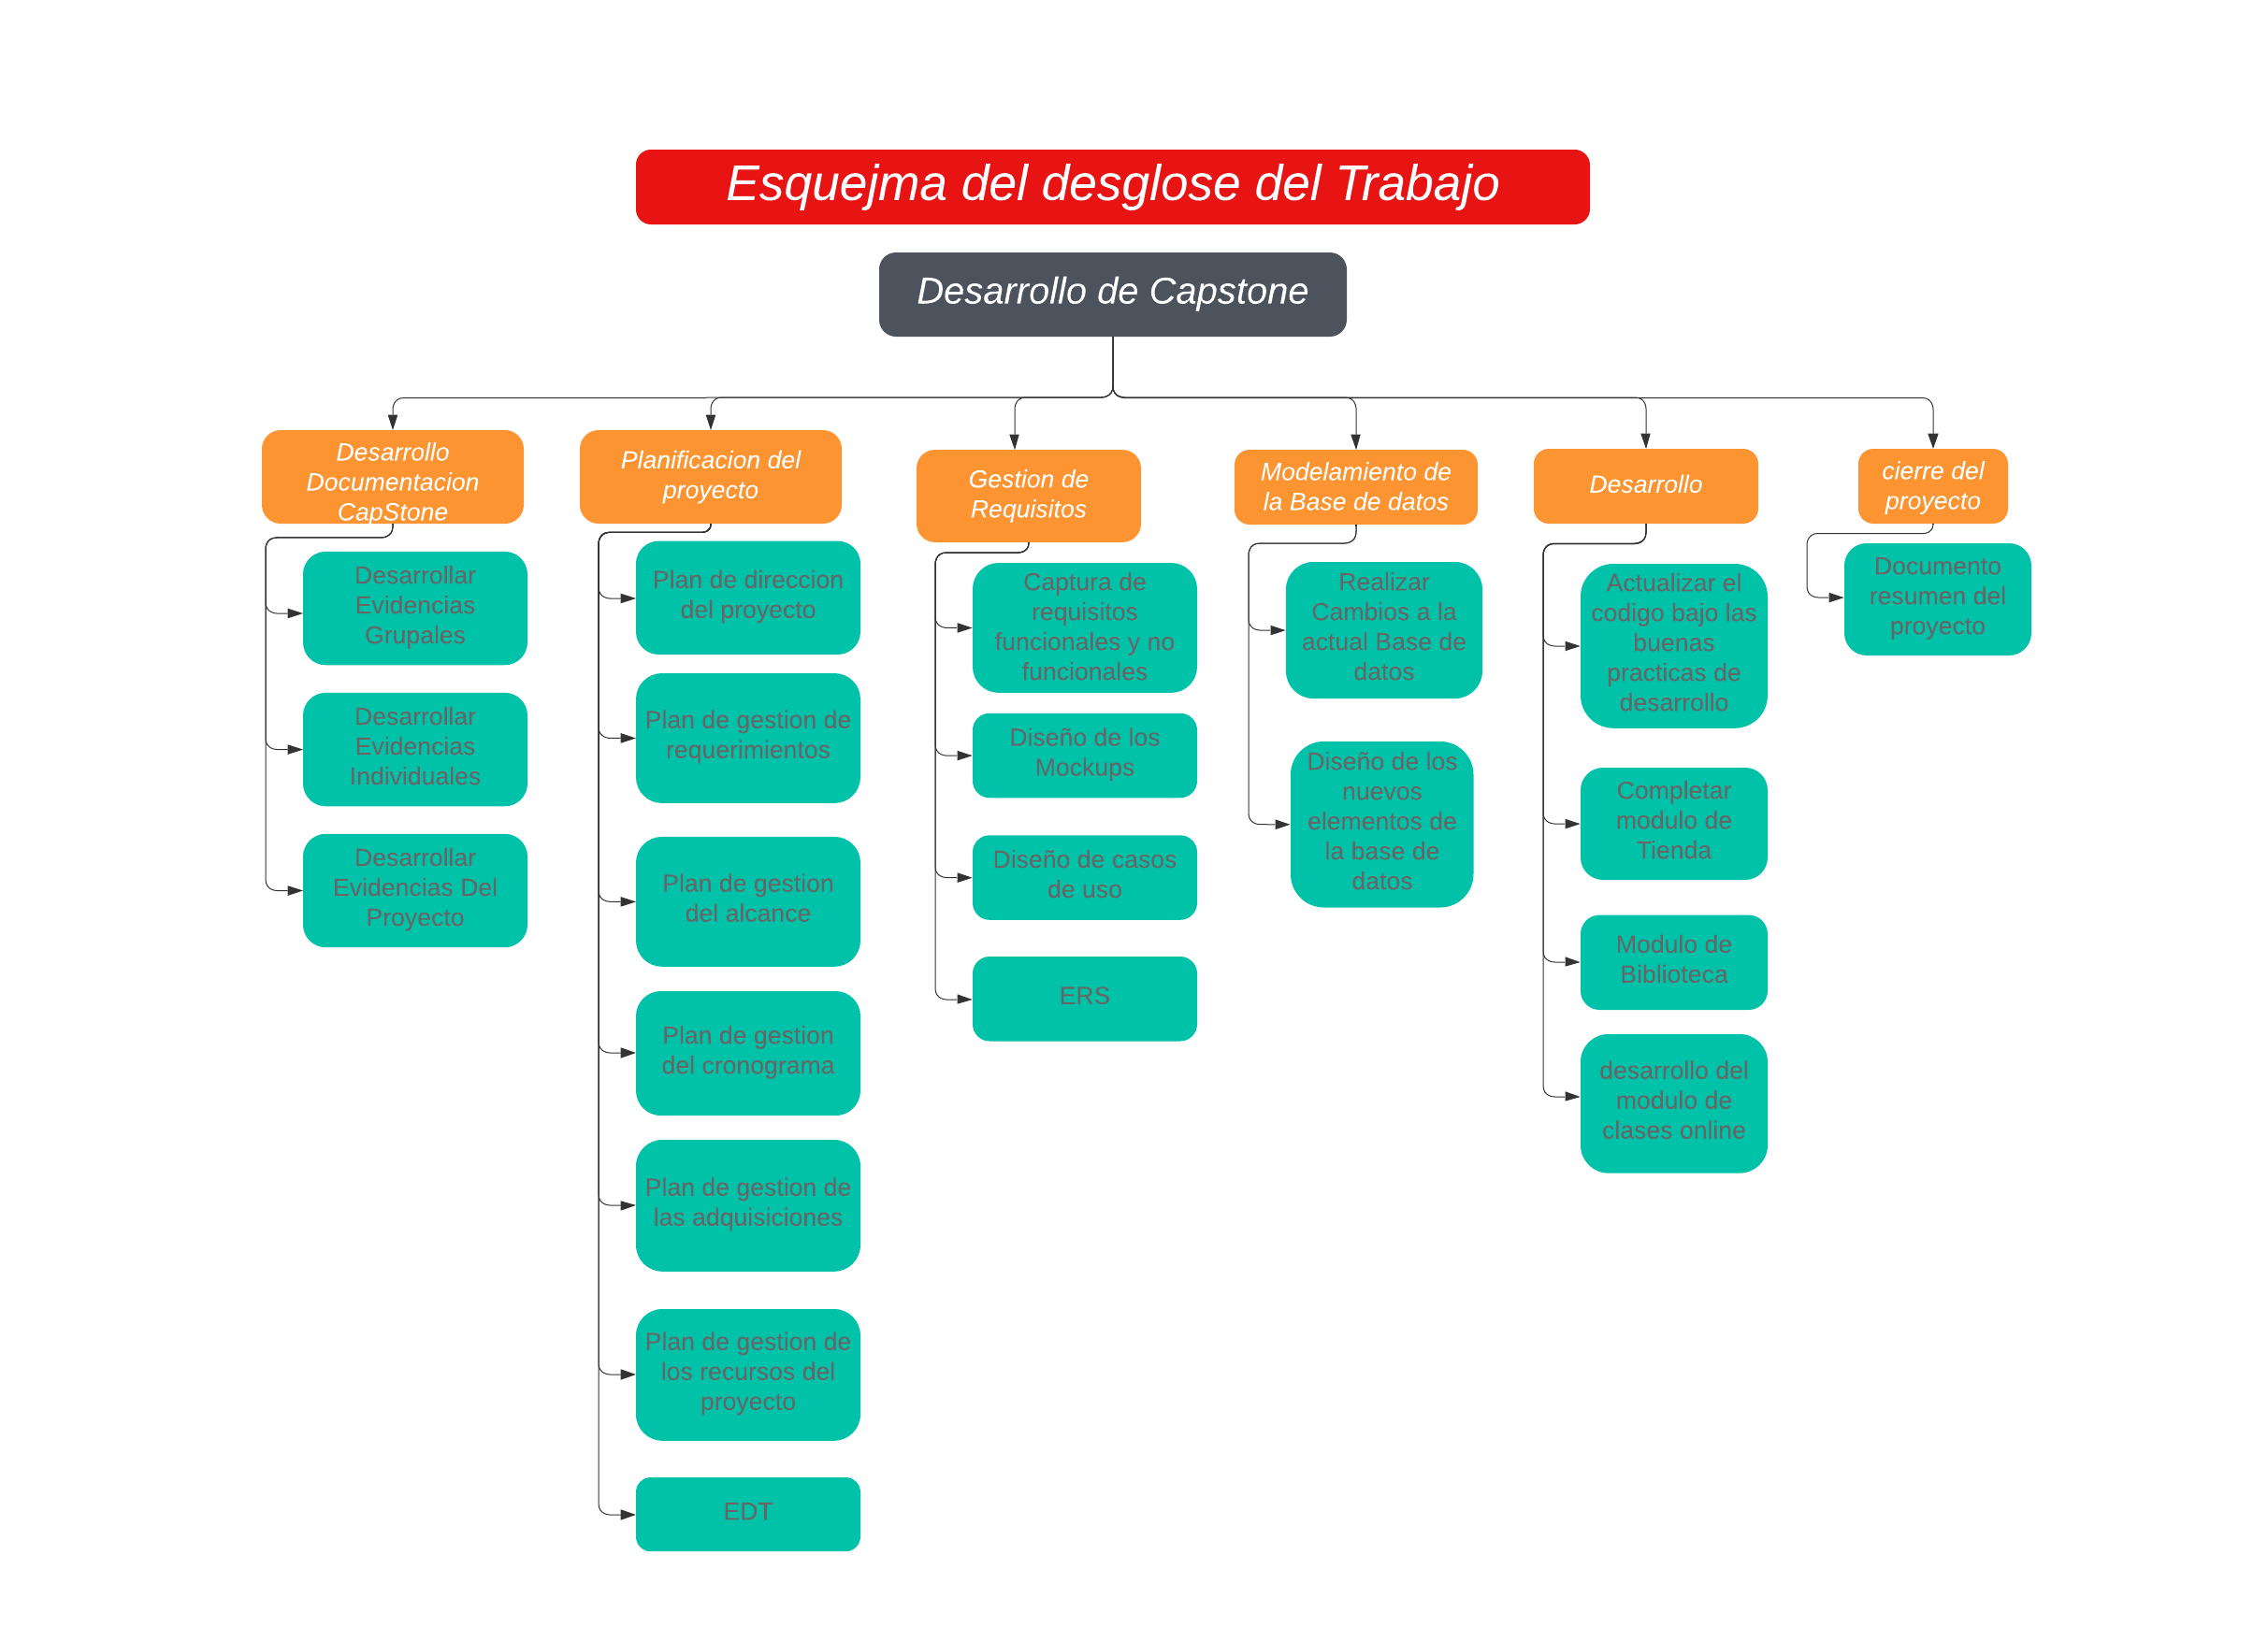 Esquejma del desglose del Trabajo
Desarrollo de Capstone
Desarrollo
Documentacion
CapStone
Desarrollar
Evidencias
Grupales
Desarrollar
Evidencias
Individuales
Desarrollar
Evidencias Del
Proyecto
Planificacion del
proyecto
Plan de direccion
del proyecto
Plan de gestion de
requerimientos
Plan de gestion
del alcance
Plan de gestion
del cronograma
Plan de gestion de
las adquisiciones
Plan de gestion de
los recursos del
proyecto
EDT
Gestion de
Requisitos
Captura de
requisitos
funcionales y no
funcionales
Diseño de los
Mockups
Diseño de casos
de uso
ERS
Modelamiento de
la Base de datos
Realizar
Cambios a la
actual Base de
datos
Diseño de los
nuevos
elementos de
la base de
datos
Desarrollo
Actualizar el
codigo bajo las
buenas
practicas de
desarrollo
Completar
modulo de
Tienda
Modulo de
Biblioteca
desarrollo del
modulo de
clases online
cierre del
proyecto
Documento
resumen del
proyecto